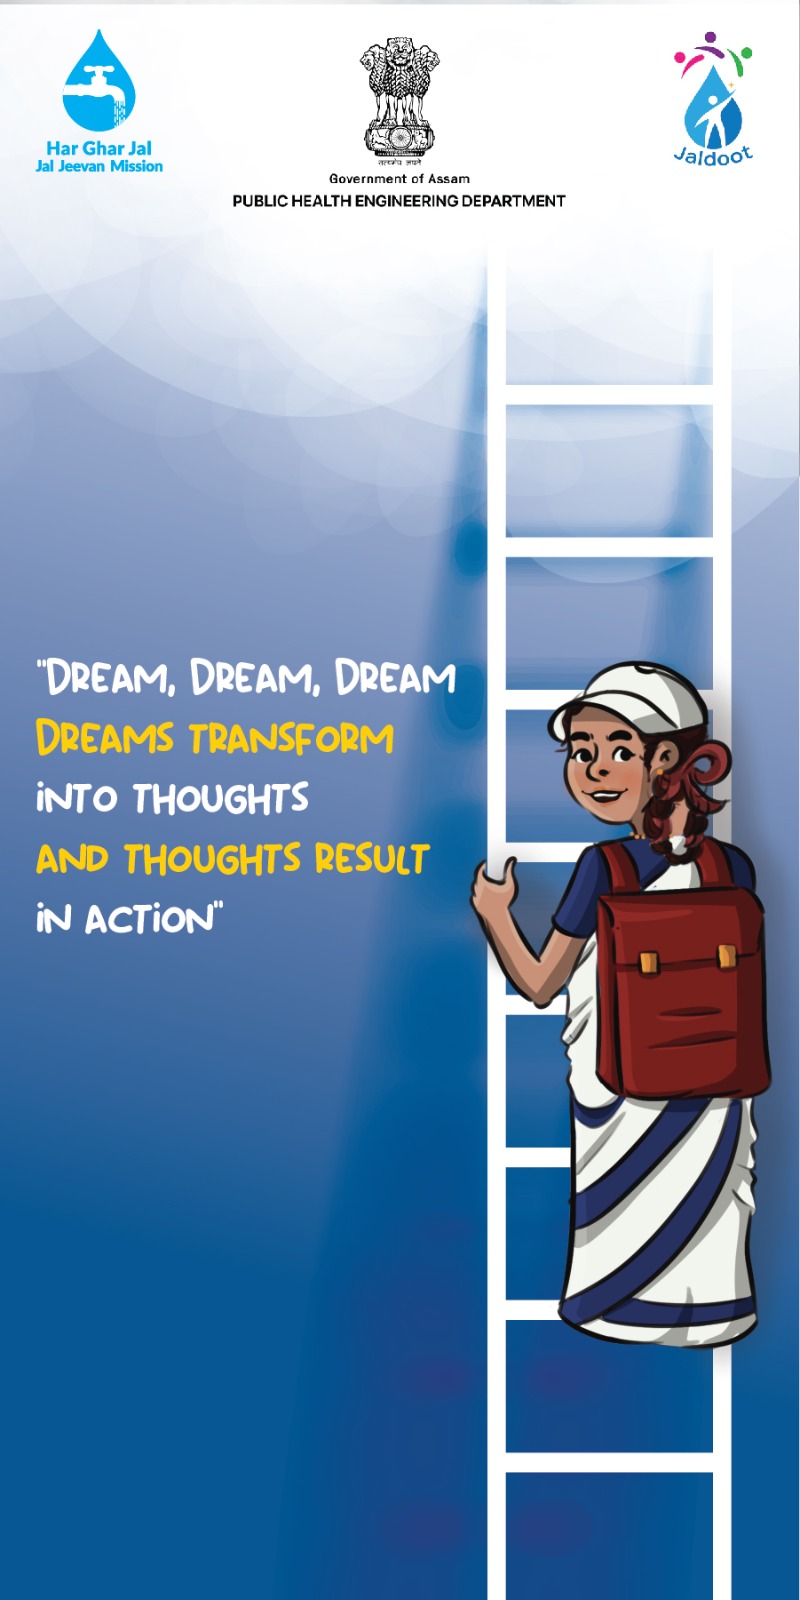 Har Ghar Jal
Jal Jeevan Mission
सत्यमेव जयते
Government of Assam
PUBLIC HEALTH ENGINEERING DEPARTMENT
Jaldoot
"DREAM, DREAM, DREAM
DREAMS TRANSFORM
iNTO THOUGHTS
AND THOUGHTS RESULT
iN ACTiON"